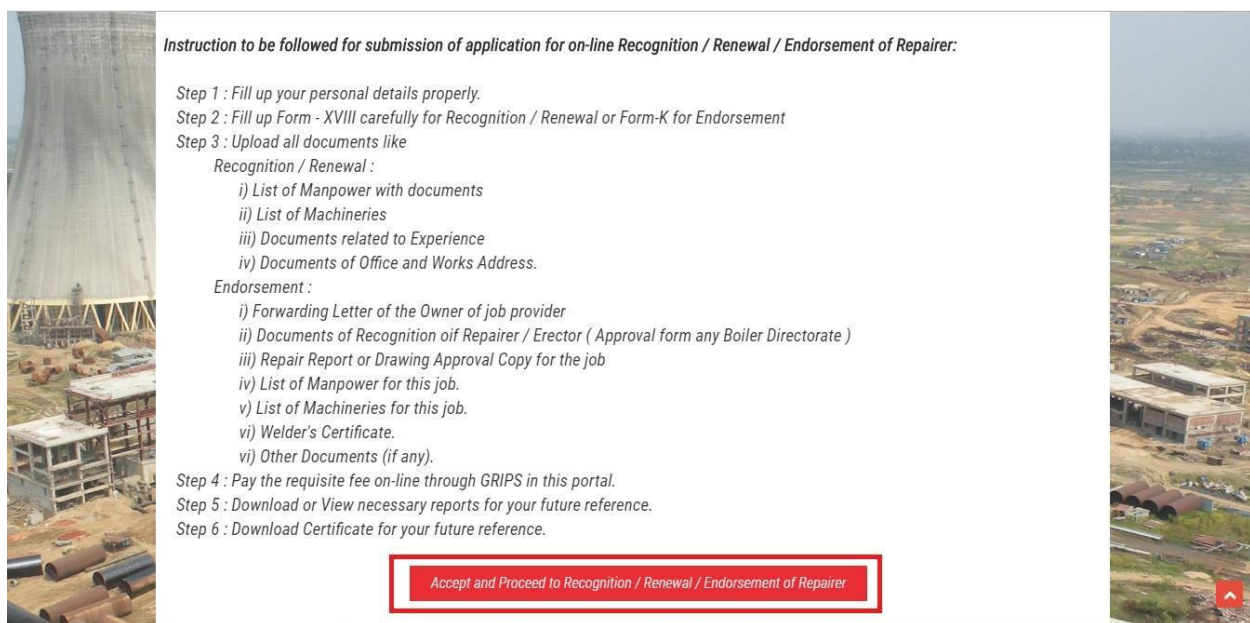 Instruction to be followed for submission of application for on-line Recognition / Renewal / Endorsement of Repairer:
Step 1 : Fill up your personal details properly.
Step 2 : Fill up Form - XVIII carefully for Recognition / Renewal or Form-K for Endorsement
Step 3 : Upload all documents like
Recognition / Renewal :
i) List of Manpower with documents
ii) List of Machineries
iii) Documents related to Experience
iv) Documents of Office and Works Address.
Endorsement :
i) Forwarding Letter of the Owner of job provider
ii) Documents of Recognition oif Repairer / Erector ( Approval form any Boiler Directorate )
iii) Repair Report or Drawing Approval Copy for the job
iv) List of Manpower for this job.
v) List of Machineries for this job.
vi) Welder's Certificate.
vi) Other Documents (if any).
Step 4 : Pay the requisite fee on-line through GRIPS in this portal.
Step 5 : Download or View necessary reports for your future reference.
Step 6 : Download Certificate for your future reference.
Accept and Proceed to Recognition / Renewal / Endorsement of Repairer